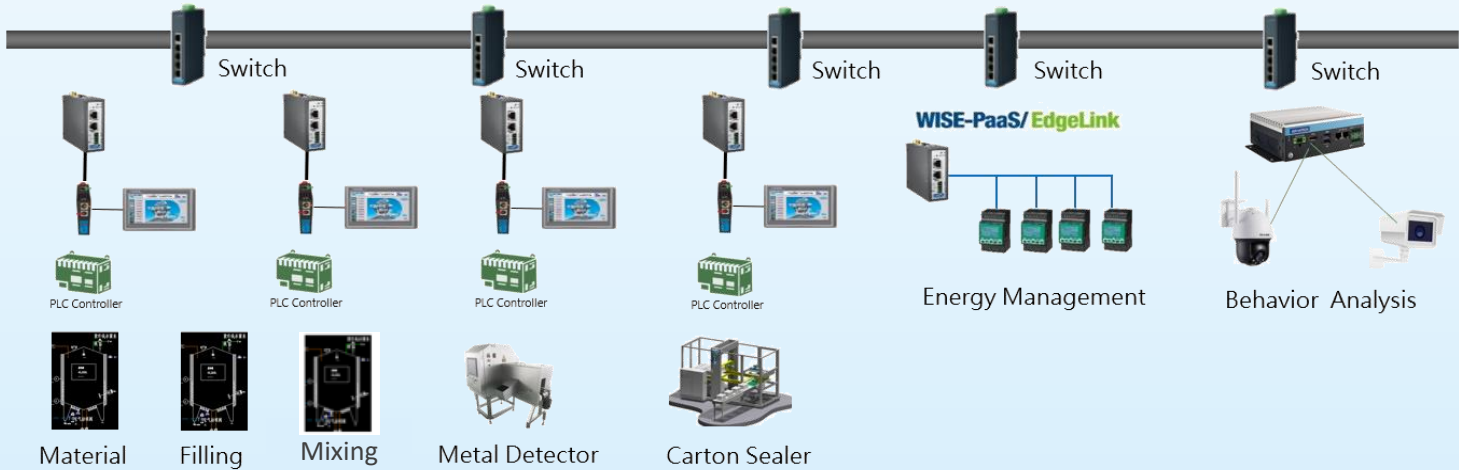 Switch
Switch
Switch
Switch
Switch
WISE-PaaS/EdgeLink
PLC Controller
PLC Controller
PLC Controller
PLC Controller
Energy Management
Behavior Analysis
Material
Filling
Mixing
Metal Detector
Carton Sealer